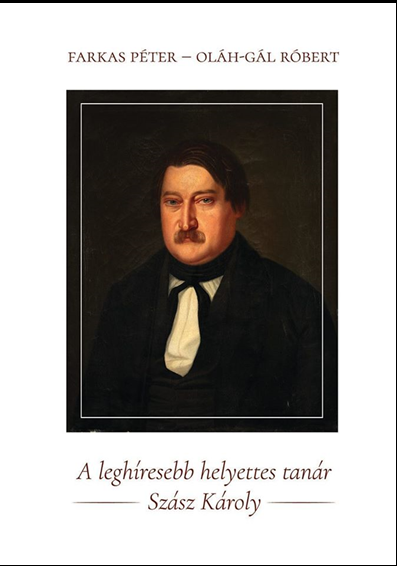 FARKAS PÉTER – OLÁH-GÁL RÓBERT
A leghíresebb helyettes tanár
Szász Károly